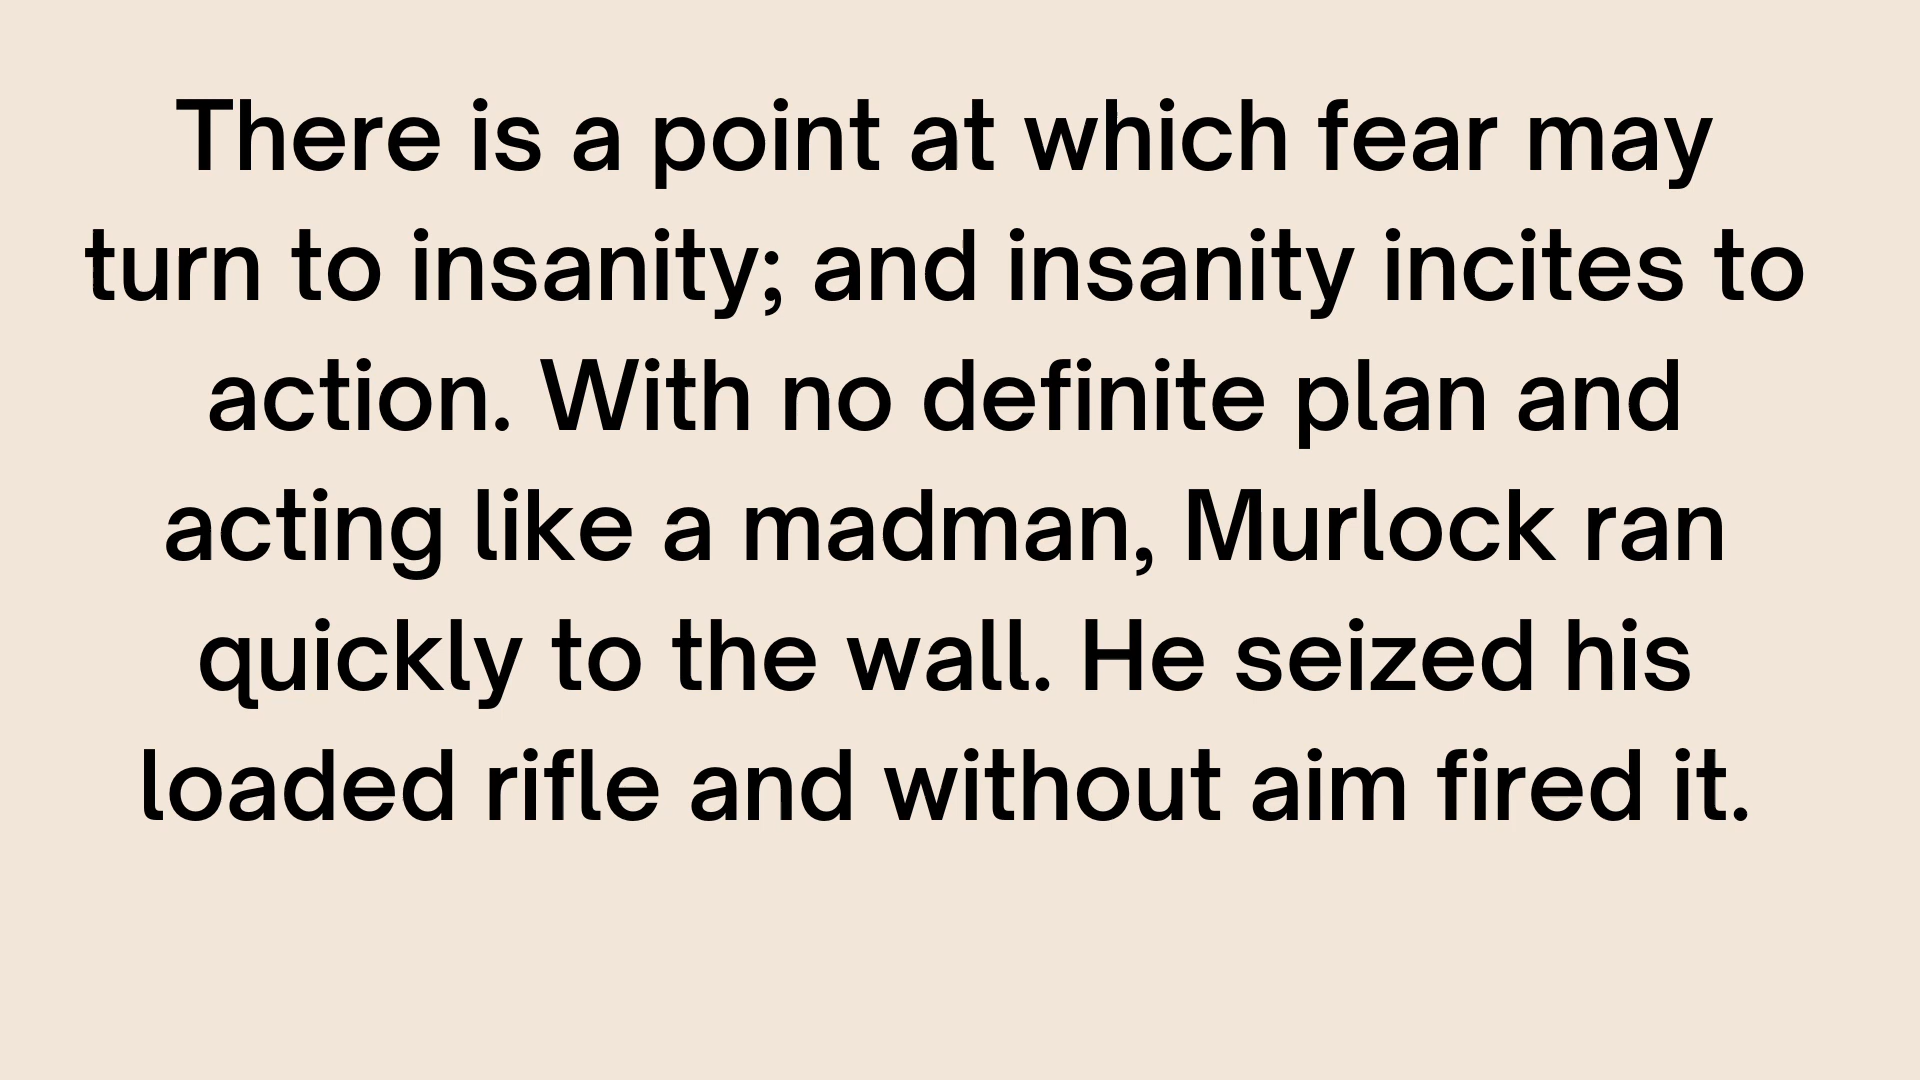 There is a point at which fear may
turn to insanity; and insanity incites to
action. With no definite plan and
acting like a madman, Murlock ran
quickly to the wall. He seized his
loaded rifle and without aim fired it.